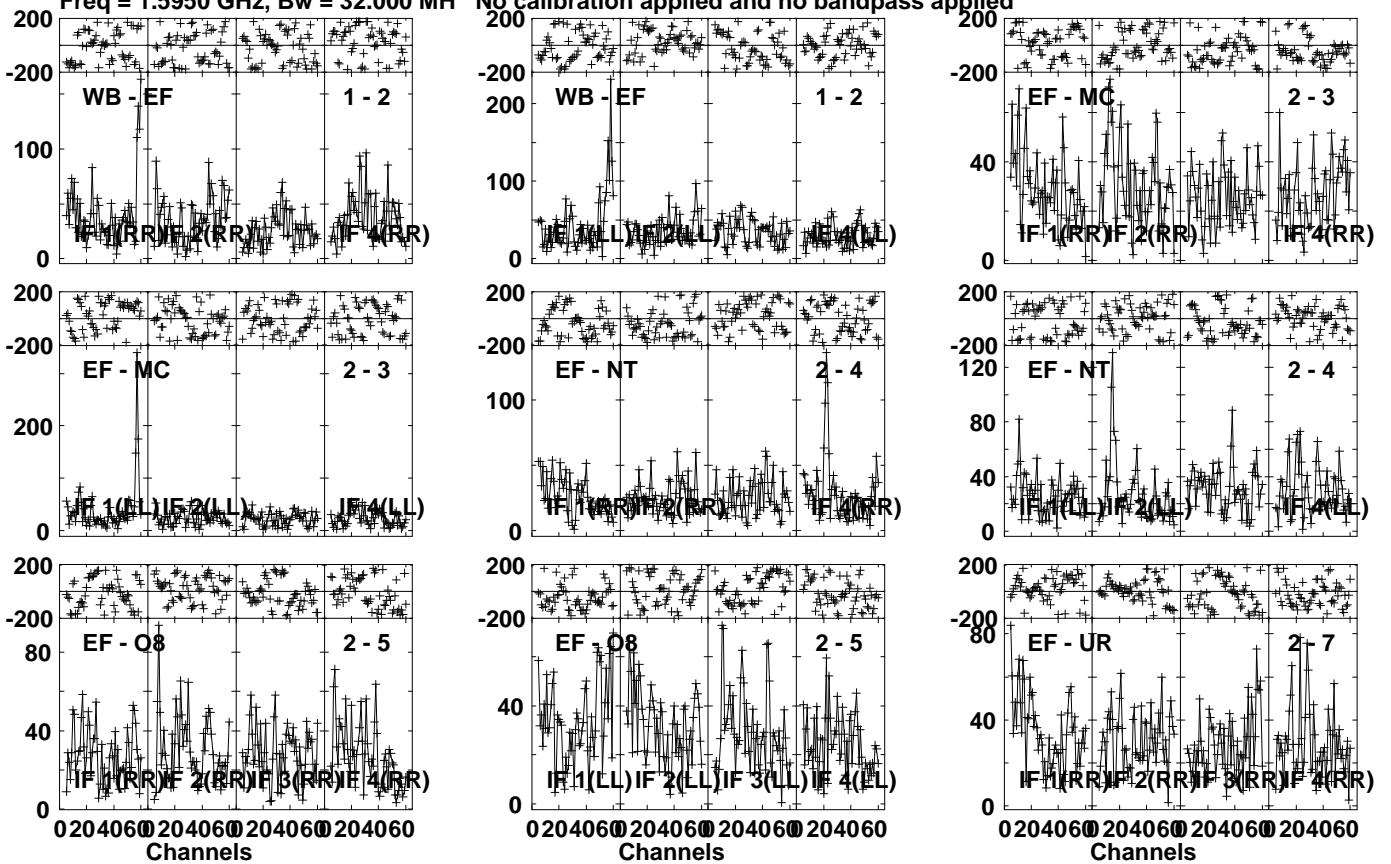 Freq = 1.5950 GHz, Bw = 32.000 MH No calibration applied and no bandpass applied
200
-200
WB - EF 1 - 2
100
0
IF 1(RR) IF 2(RR) IF 4(RR)
200
-200
WB - EF 1 - 2
200
100
0
IF 1(LL) IF 2(LL) IF 4(LL)
200
-200
EF - MC 2 - 3
40
0
IF 1(RR) IF 2(RR) IF 4(RR)
200
-200
EF - MC 2 - 3
200
0
IF 1(LL) IF 2(LL) IF 4(LL)
200
-200
EF - NT 2 - 4
100
0
IF 1(RR) IF 2(RR) IF 4(RR)
200
-200
EF - NT 2 - 4
120
80
40
0
IF 1(LL) IF 2(LL) IF 4(LL)
200
-200
EF - O8 2 - 5
80
40
0
IF 1(RR) IF 2(RR) IF 3(RR) IF 4(RR)
0 20 40 60 0 20 40 60 0 20 40 60 0 20 40 60
Channels
200
-200
EF - O8 2 - 5
40
0
IF 1(LL) IF 2(LL) IF 3(LL) IF 4(LL)
0 20 40 60 0 20 40 60 0 20 40 60 0 20 40 60
Channels
200
-200
EF - UR 2 - 7
80
40
0
IF 1(RR) IF 2(RR) IF 3(RR) IF 4(RR)
0 20 40 60 0 20 40 60 0 20 40 60 0 20 40 60
Channels